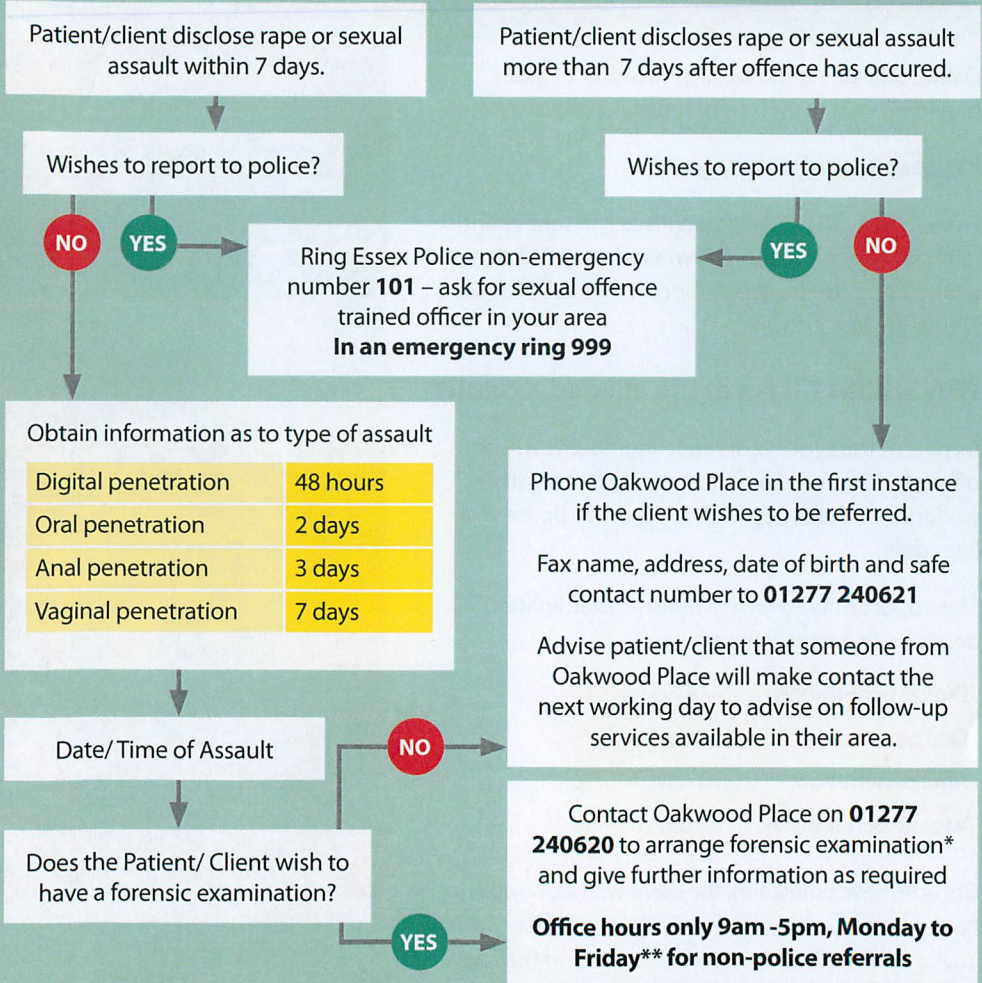 Patient/client disclose rape or sexual
assault within 7 days.
Patient/client discloses rape or sexual assault
more than 7 days after offence has occured.
Wishes to report to police?
Wishes to report to police?
NO
YES
YES
NO
Ring Essex Police non-emergency
number 101 – ask for sexual offence
trained officer in your area
In an emergency ring 999
Obtain information as to type of assault
Digital penetration 48 hours
Oral penetration 2 days
Anal penetration 3 days
Vaginal penetration 7 days
Phone Oakwood Place in the first instance
if the client wishes to be referred.
Fax name, address, date of birth and safe
contact number to 01277 240621
Advise patient/client that someone from
Oakwood Place will make contact the
next working day to advise on follow-up
services available in their area.
Date/ Time of Assault
NO
Does the Patient/ Client wish to
have a forensic examination?
YES
Contact Oakwood Place on 01277
240620 to arrange forensic examination*
and give further information as required
Office hours only 9am -5pm, Monday to
Friday** for non-police referrals